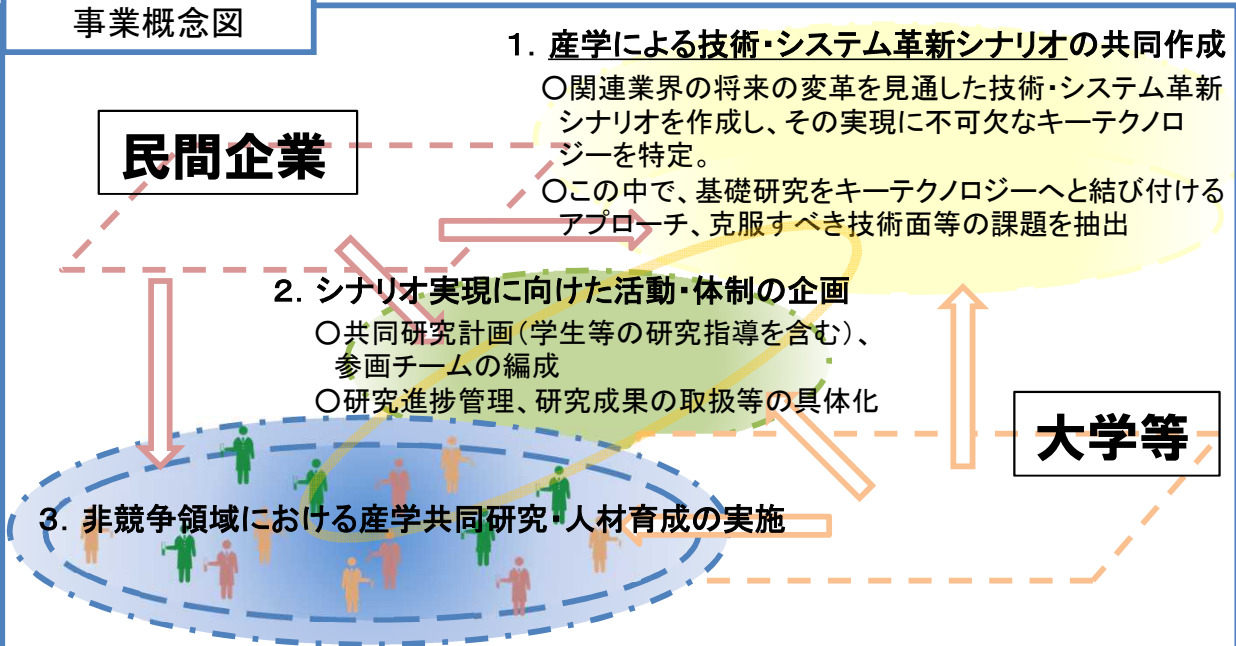 事業概念図
1. 産学による技術・システム革新シナリオの共同作成
○関連業界の将来の変革を見通した技術・システム革新
シナリオを作成し、その実現に不可欠なキーテクノロ
ジーを特定。
○この中で、基礎研究をキーテクノロジーへと結び付ける
アプローチ、克服すべき技術面等の課題を抽出
民間企業
2. シナリオ実現に向けた活動・体制の企画
○共同研究計画(学生等の研究指導を含む)、
参画チームの編成
○研究進捗管理、研究成果の取扱等の具体化
大学等
3. 非競争領域における産学共同研究・人材育成の実施